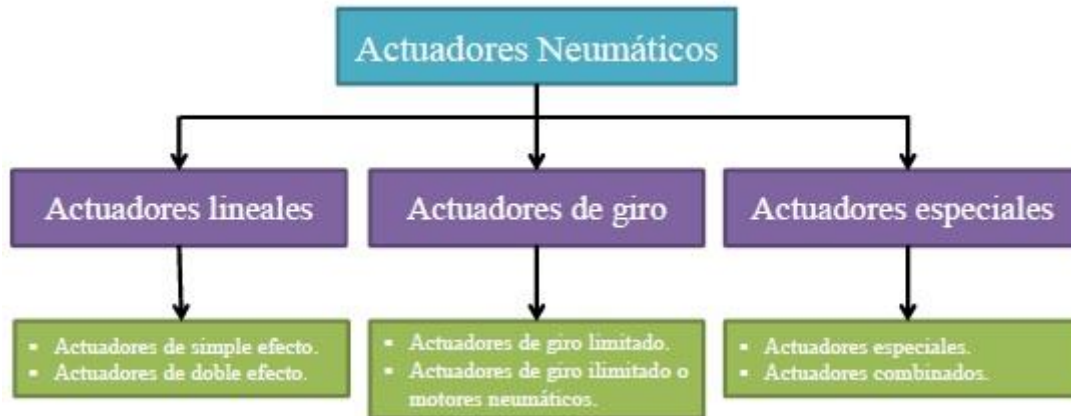 Actuadores Neumáticos
Actuadores lineales
Actuadores de giro
Actuadores especiales
▪ Actuadores de simple efecto.
▪ Actuadores de doble efecto.
▪ Actuadores de giro limitado.
▪ Actuadores de giro ilimitado o
motores neumáticos.
▪ Actuadores especiales.
▪ Actuadores combinados.